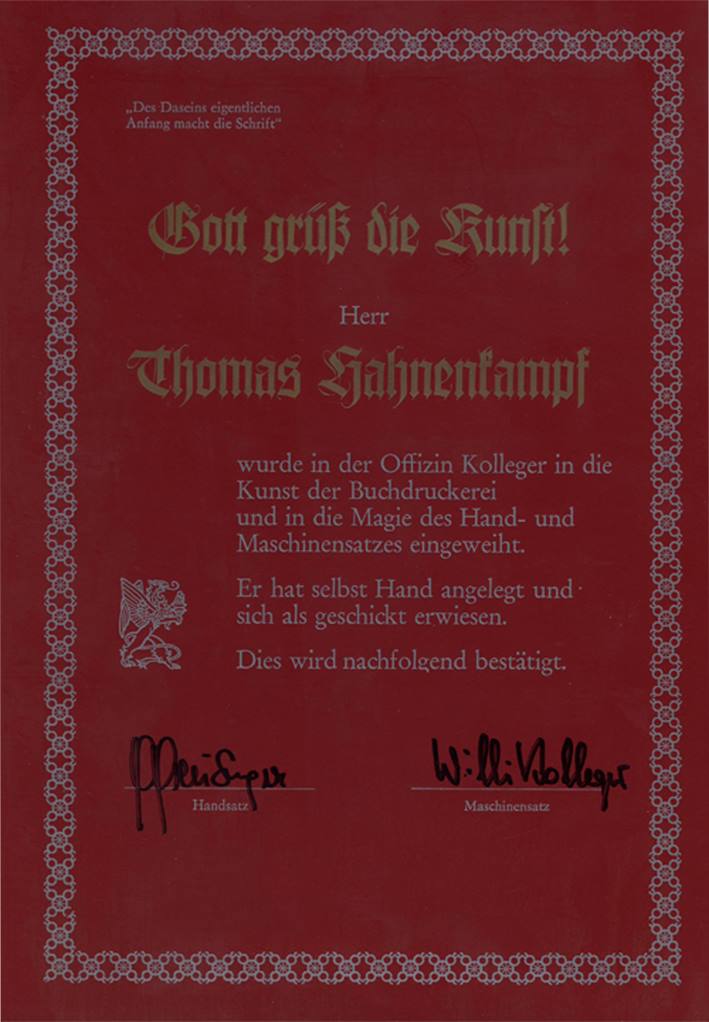 „Des Daseins eigentlichen
Anfang macht die Schrift“
Gott grüß die Kunst!
Herr
Thomas Hahnenkampf
wurde in der Offizin Kolleger in die
Kunst der Buchdruckerei
und in die Magie des Hand- und
Maschinensatzes eingeweiht.
Er hat selbst Hand angelegt und
sich als geschickt erwiesen.
Dies wird nachfolgend bestätigt.
Willi Kolleger
Handsatz
Maschinensatz